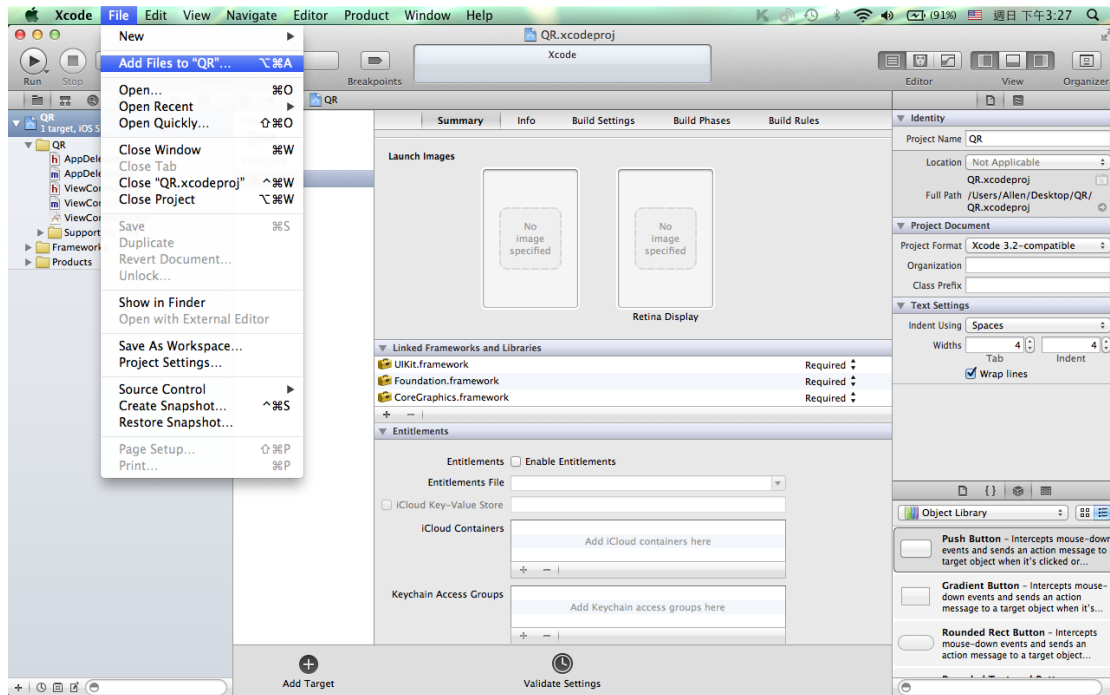 Xcode File Edit View Navigate Editor Product Window Help (91%) 週日下午3:27
QR.xcodeproj
Xcode
Run Stop Breakpoints Editor View Organizer
New
Add Files to "QR"... ⌥⌘A
Open... ⌘O
Open Recent
Open Quickly... ⇧⌘O
Close Window ⌘W
Close Tab
Close "QR.xcodeproj" ^⌘W
Close Project ⌥⌘W
Save ⌘S
Duplicate
Revert Document...
Unlock...
Show in Finder
Open with External Editor
Save As Workspace...
Project Settings...
Source Control
Create Snapshot... ^⌘S
Restore Snapshot...
Page Setup... ⇧⌘P
Print... ⌘P
QR
1 target, iOS S
QR
h AppDele
m AppDele
h ViewCor
m ViewCor
ViewCor
Support
Framework
Products
QR
Summary Info Build Settings Build Phases Build Rules
Launch Images
No image specified
No image specified
Retina Display
Linked Frameworks and Libraries
UIKit.framework Required
Foundation.framework Required
CoreGraphics.framework Required
Entitlements
Entitlements Enable Entitlements
Entitlements File
iCloud Key-Value Store
iCloud Containers
Add iCloud containers here
Keychain Access Groups
Add Keychain access groups here
Add Target Validate Settings
Identity
Project Name QR
Location Not Applicable
QR.xcodeproj
Full Path /Users/Allen/Desktop/QR/
QR.xcodeproj
Project Document
Project Format Xcode 3.2-compatible
Organization
Class Prefix
Text Settings
Indent Using Spaces
Widths 4 4
Tab Indent
Wrap lines
{}
Object Library
Push Button – Intercepts mouse-down
events and sends an action message to a
target object when it's clicked or...
Gradient Button – Intercepts mouse-
down events and sends an action
message to a target object when it's...
Rounded Rect Button – Intercepts
mouse-down events and sends an
action message to a target object...